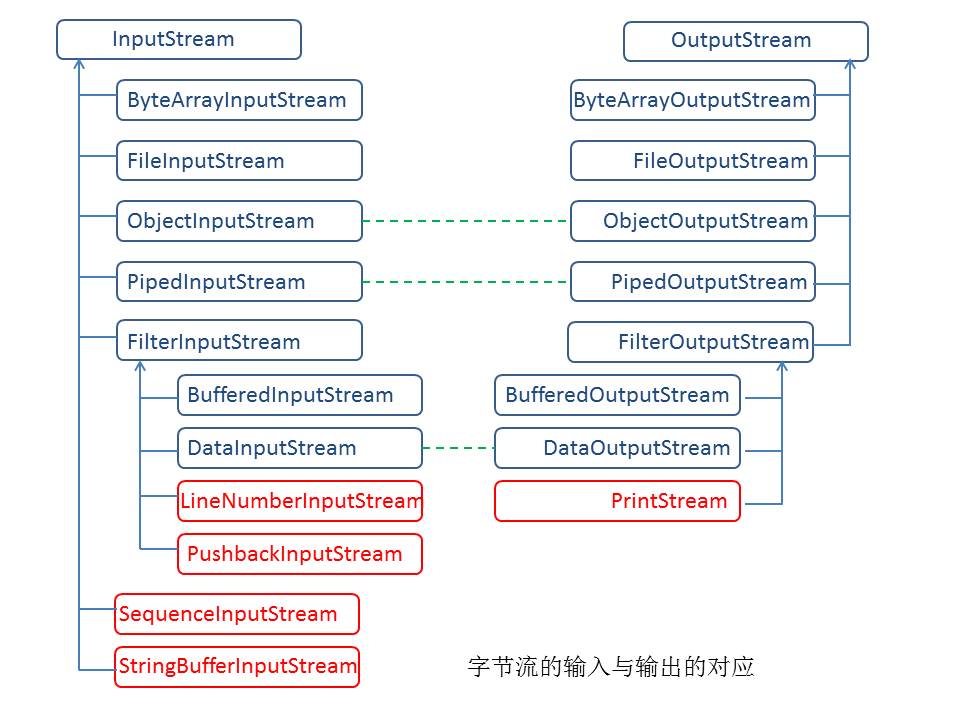 InputStream
OutputStream
ByteArrayInputStream
ByteArrayOutputStream
FileInputStream
FileOutputStream
ObjectInputStream
ObjectOutputStream
PipedInputStream
PipedOutputStream
FilterInputStream
FilterOutputStream
BufferedInputStream
BufferedOutputStream
DataInputStream
DataOutputStream
LineNumberInputStream
PrintStream
PushbackInputStream
SequenceInputStream
StringBufferInputStream
字节流的输入与输出的对应